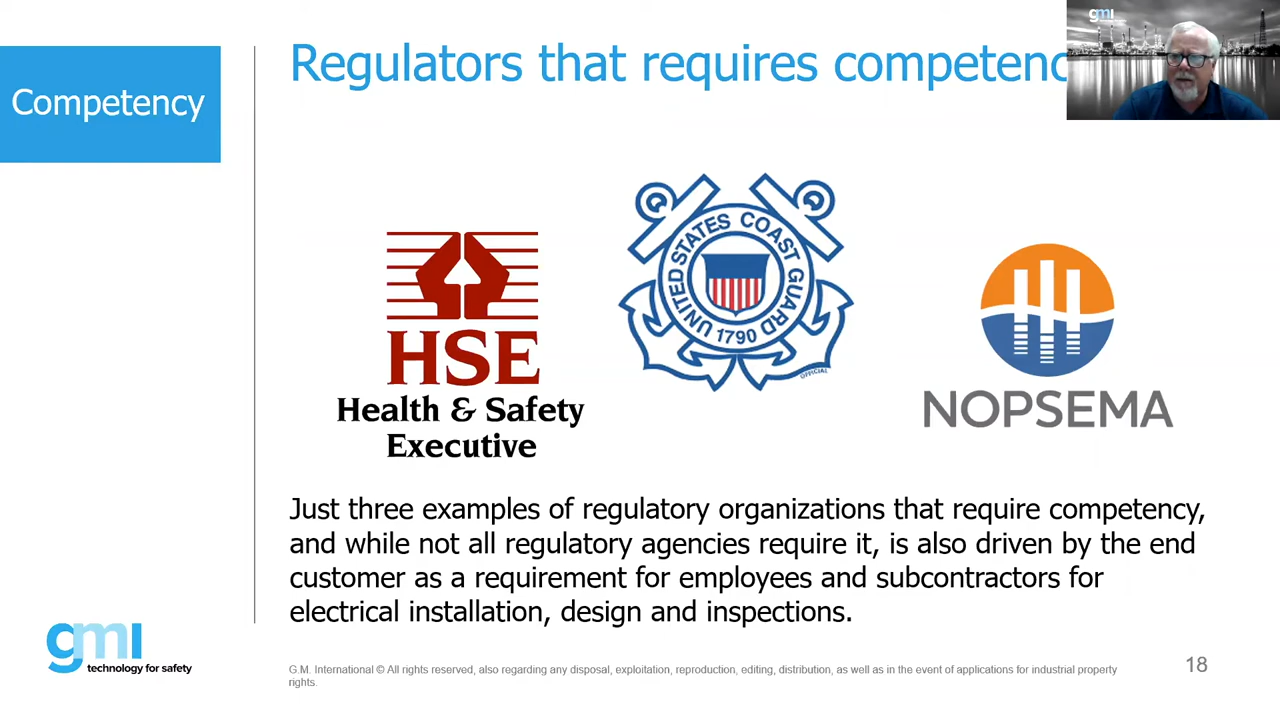 Competency
Regulators that requires competenc
gmi
HSE
Health & Safety
Executive
UNITED STATES COAST GUARD
1790
OFFICIAL
NOPSEMA
Just three examples of regulatory organizations that require competency,
and while not all regulatory agencies require it, is also driven by the end
customer as a requirement for employees and subcontractors for
electrical installation, design and inspections.
gmi
technology for safety
G.M. International © All rights reserved, also regarding any disposal, exploitation, reproduction, editing, distribution, as well as in the event of applications for industrial property
rights.
18